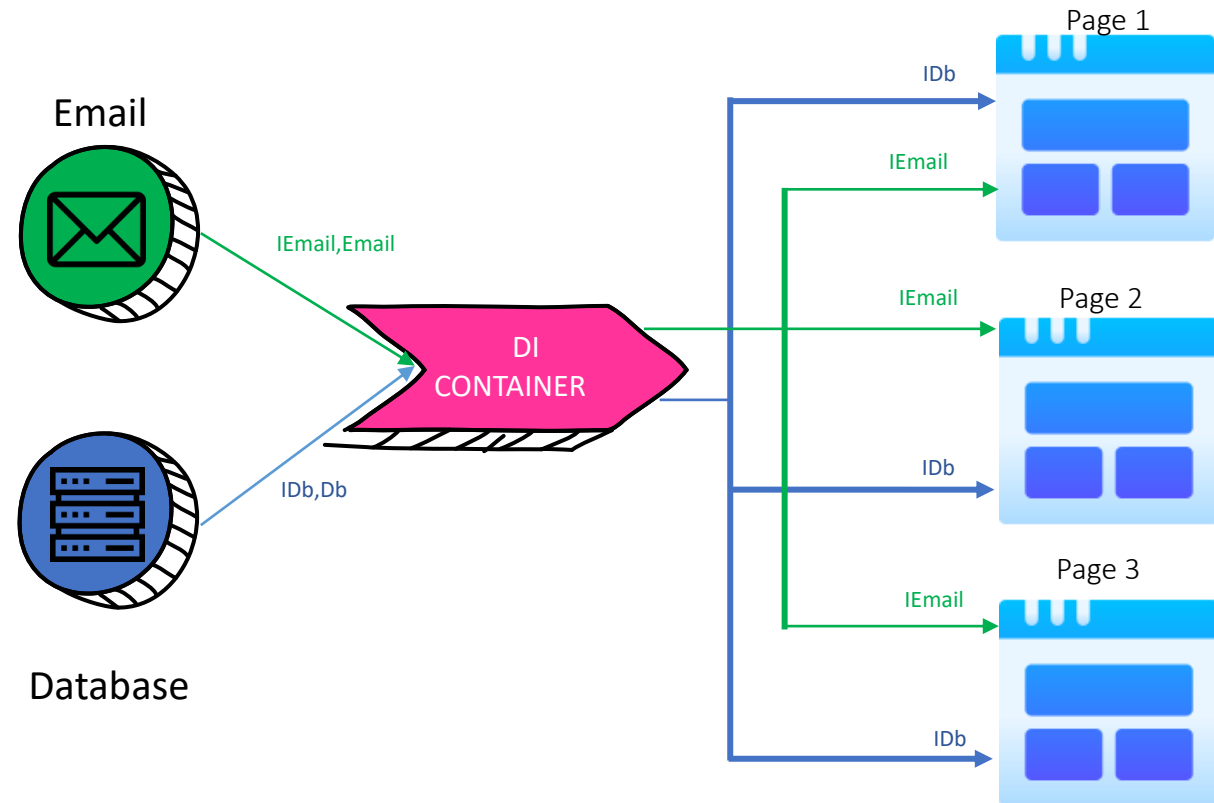 Page 1
IDb
Email
IEmail
IEmail,Email
IEmail
Page 2
DI
CONTAINER
IDb
IDb,Db
Page 3
IEmail
Database
IDb